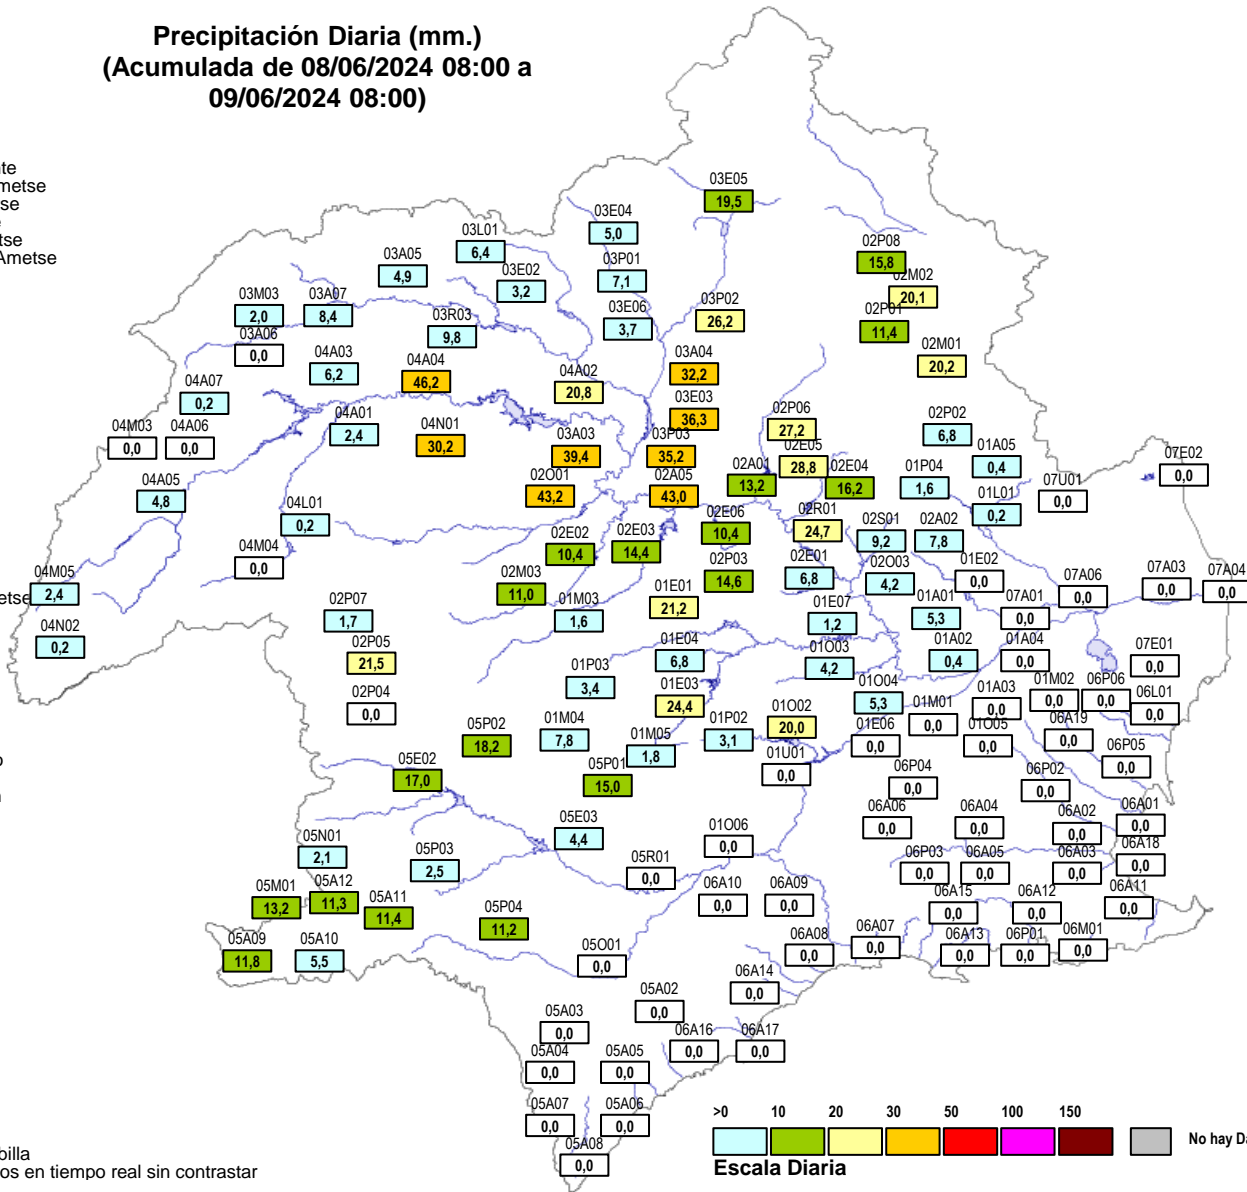 Precipitación Diaria (mm.)
(Acumulada de 08/06/2024 08:00 a
09/06/2024 08:00)
te
metse
se
e
tse
Ametse
etse
o
n
billa
os en tiempo real sin contrastar
03E05
19,5
03E04
5,0
03L01
6,4
03A05
4,9
03P01
7,1
03E02
3,2
02P08
15,8
02M02
20,1
03M03
2,0
03A07
8,4
03P02
26,2
03E06
3,7
03R03
9,8
02P01
11,4
03A06
0,0
04A03
6,2
04A04
46,2
03A04
32,2
02M01
20,2
04A07
0,2
04A02
20,8
03E03
36,3
04A01
2,4
04N01
30,2
02P06
27,2
02P02
6,8
04M03
0,0
04A06
0,0
03A03
39,4
03P03
35,2
02E05
28,8
01A05
0,4
07E02
0,0
04A05
4,8
02O01
43,2
02A05
43,0
02A01
13,2
02E04
16,2
01P04
1,6
07U01
0,0
04L01
0,2
01L01
0,2
02E02
10,4
02E03
14,4
02E06
10,4
02R01
24,7
02S01
9,2
02A02
7,8
04M04
0,0
04M05
2,4
02M03
11,0
02P03
14,6
02E01
6,8
02O03
4,2
01E02
0,0
07A06
0,0
07A03
0,0
07A04
0,0
02P07
1,7
01M03
1,6
01E01
21,2
01E07
1,2
01A01
5,3
07A01
0,0
04N02
0,2
02P05
21,5
01E04
6,8
01O03
4,2
01A02
0,4
01A04
0,0
07E01
0,0
01P03
3,4
02P04
0,0
01E03
24,4
01O04
5,3
01M01
0,0
01A03
0,0
01M02
0,0
06P06
0,0
06L01
0,0
05P02
18,2
01M04
7,8
01M05
1,8
01P02
3,1
01O02
20,0
01E06
0,0
01O05
0,0
06A19
0,0
06P05
0,0
05E02
17,0
05P01
15,0
01U01
0,0
06P04
0,0
06P02
0,0
05E03
4,4
06A06
0,0
06A04
0,0
06A02
0,0
06A01
0,0
05N01
2,1
05P03
2,5
01O06
0,0
05R01
0,0
06P03
0,0
06A05
0,0
06A03
0,0
06A18
0,0
05M01
13,2
05A12
11,3
05A11
11,4
06A10
0,0
06A09
0,0
06A15
0,0
06A12
0,0
06A11
0,0
05P04
11,2
05A09
11,8
05A10
5,5
05O01
0,0
06A08
0,0
06A07
0,0
06A13
0,0
06P01
0,0
06M01
0,0
06A14
0,0
05A02
0,0
05A03
0,0
06A16
0,0
06A17
0,0
05A04
0,0
05A05
0,0
05A07
0,0
05A06
0,0
05A08
0,0
>0 10 20 30 50 100 150
No hay Da
Escala Diaria